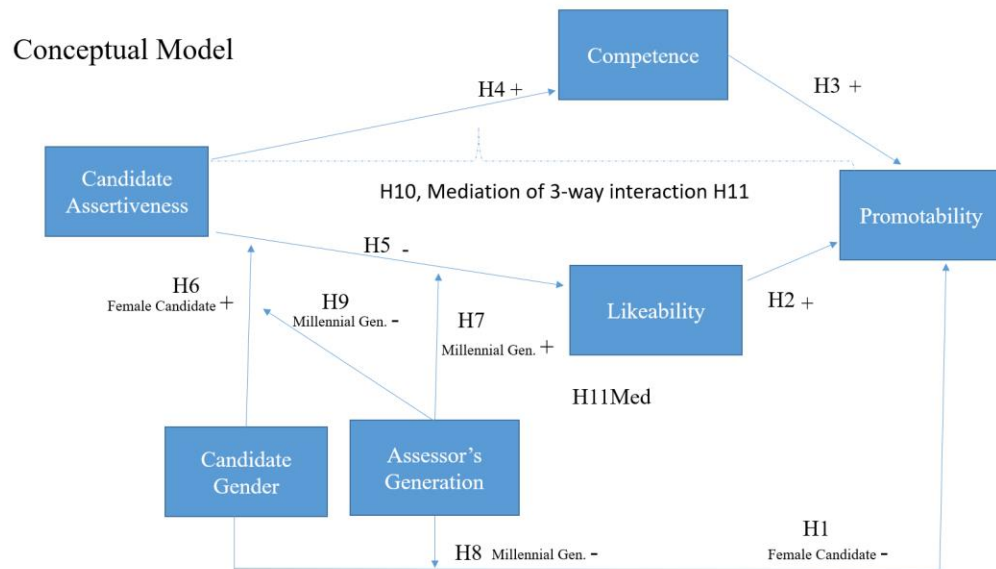 Conceptual Model
Competence
H4 +
H3 +
Candidate
Assertiveness
H10, Mediation of 3-way interaction H11
Promotability
H5 -
H6
Female Candidate +
H9
Millennial Gen. -
H7
Millennial Gen. +
Likeability
H2 +
H11Med
Candidate
Gender
Assessor's
Generation
H8 Millennial Gen. -
H1
Female Candidate -